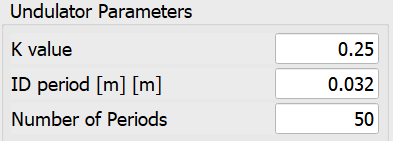 Undulator Parameters
K value 0.25
ID period [m] [m] 0.032
Number of Periods 50